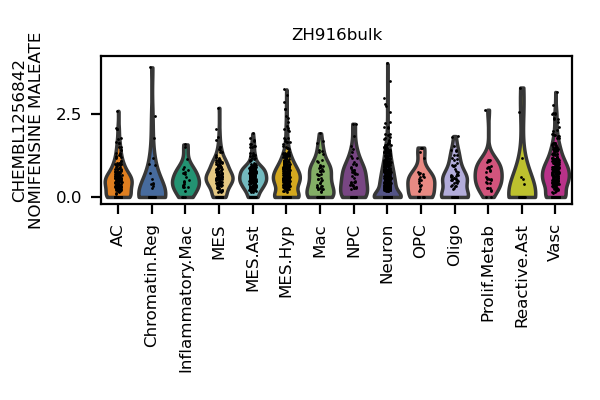 ZH916bulk
CHEMBL1256842
NOMIFENSINE MALEATE
2.5
0.0
AC
Chromatin.Reg
Inflammatory.Mac
MES
MES.Ast
MES.Hyp
Mac
NPC
Neuron
OPC
Oligo
Prolif.Metab
Reactive.Ast
Vasc